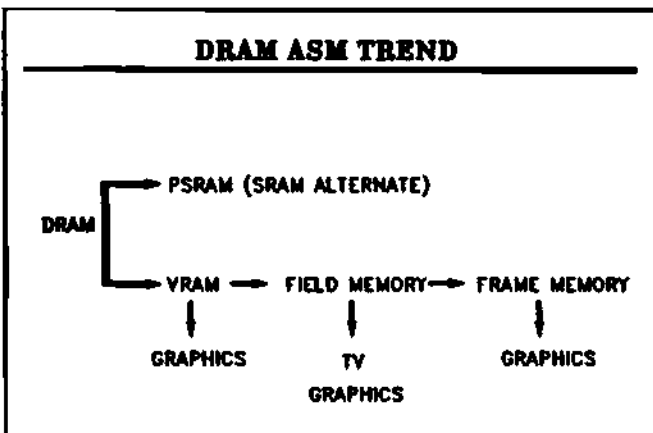 DRAM ASM TREND
PSRAM (SRAM ALTERNATE)
DRAM
VRAM FIELD MEMORY FRAME MEMORY
GRAPHICS TV GRAPHICS
GRAPHICS